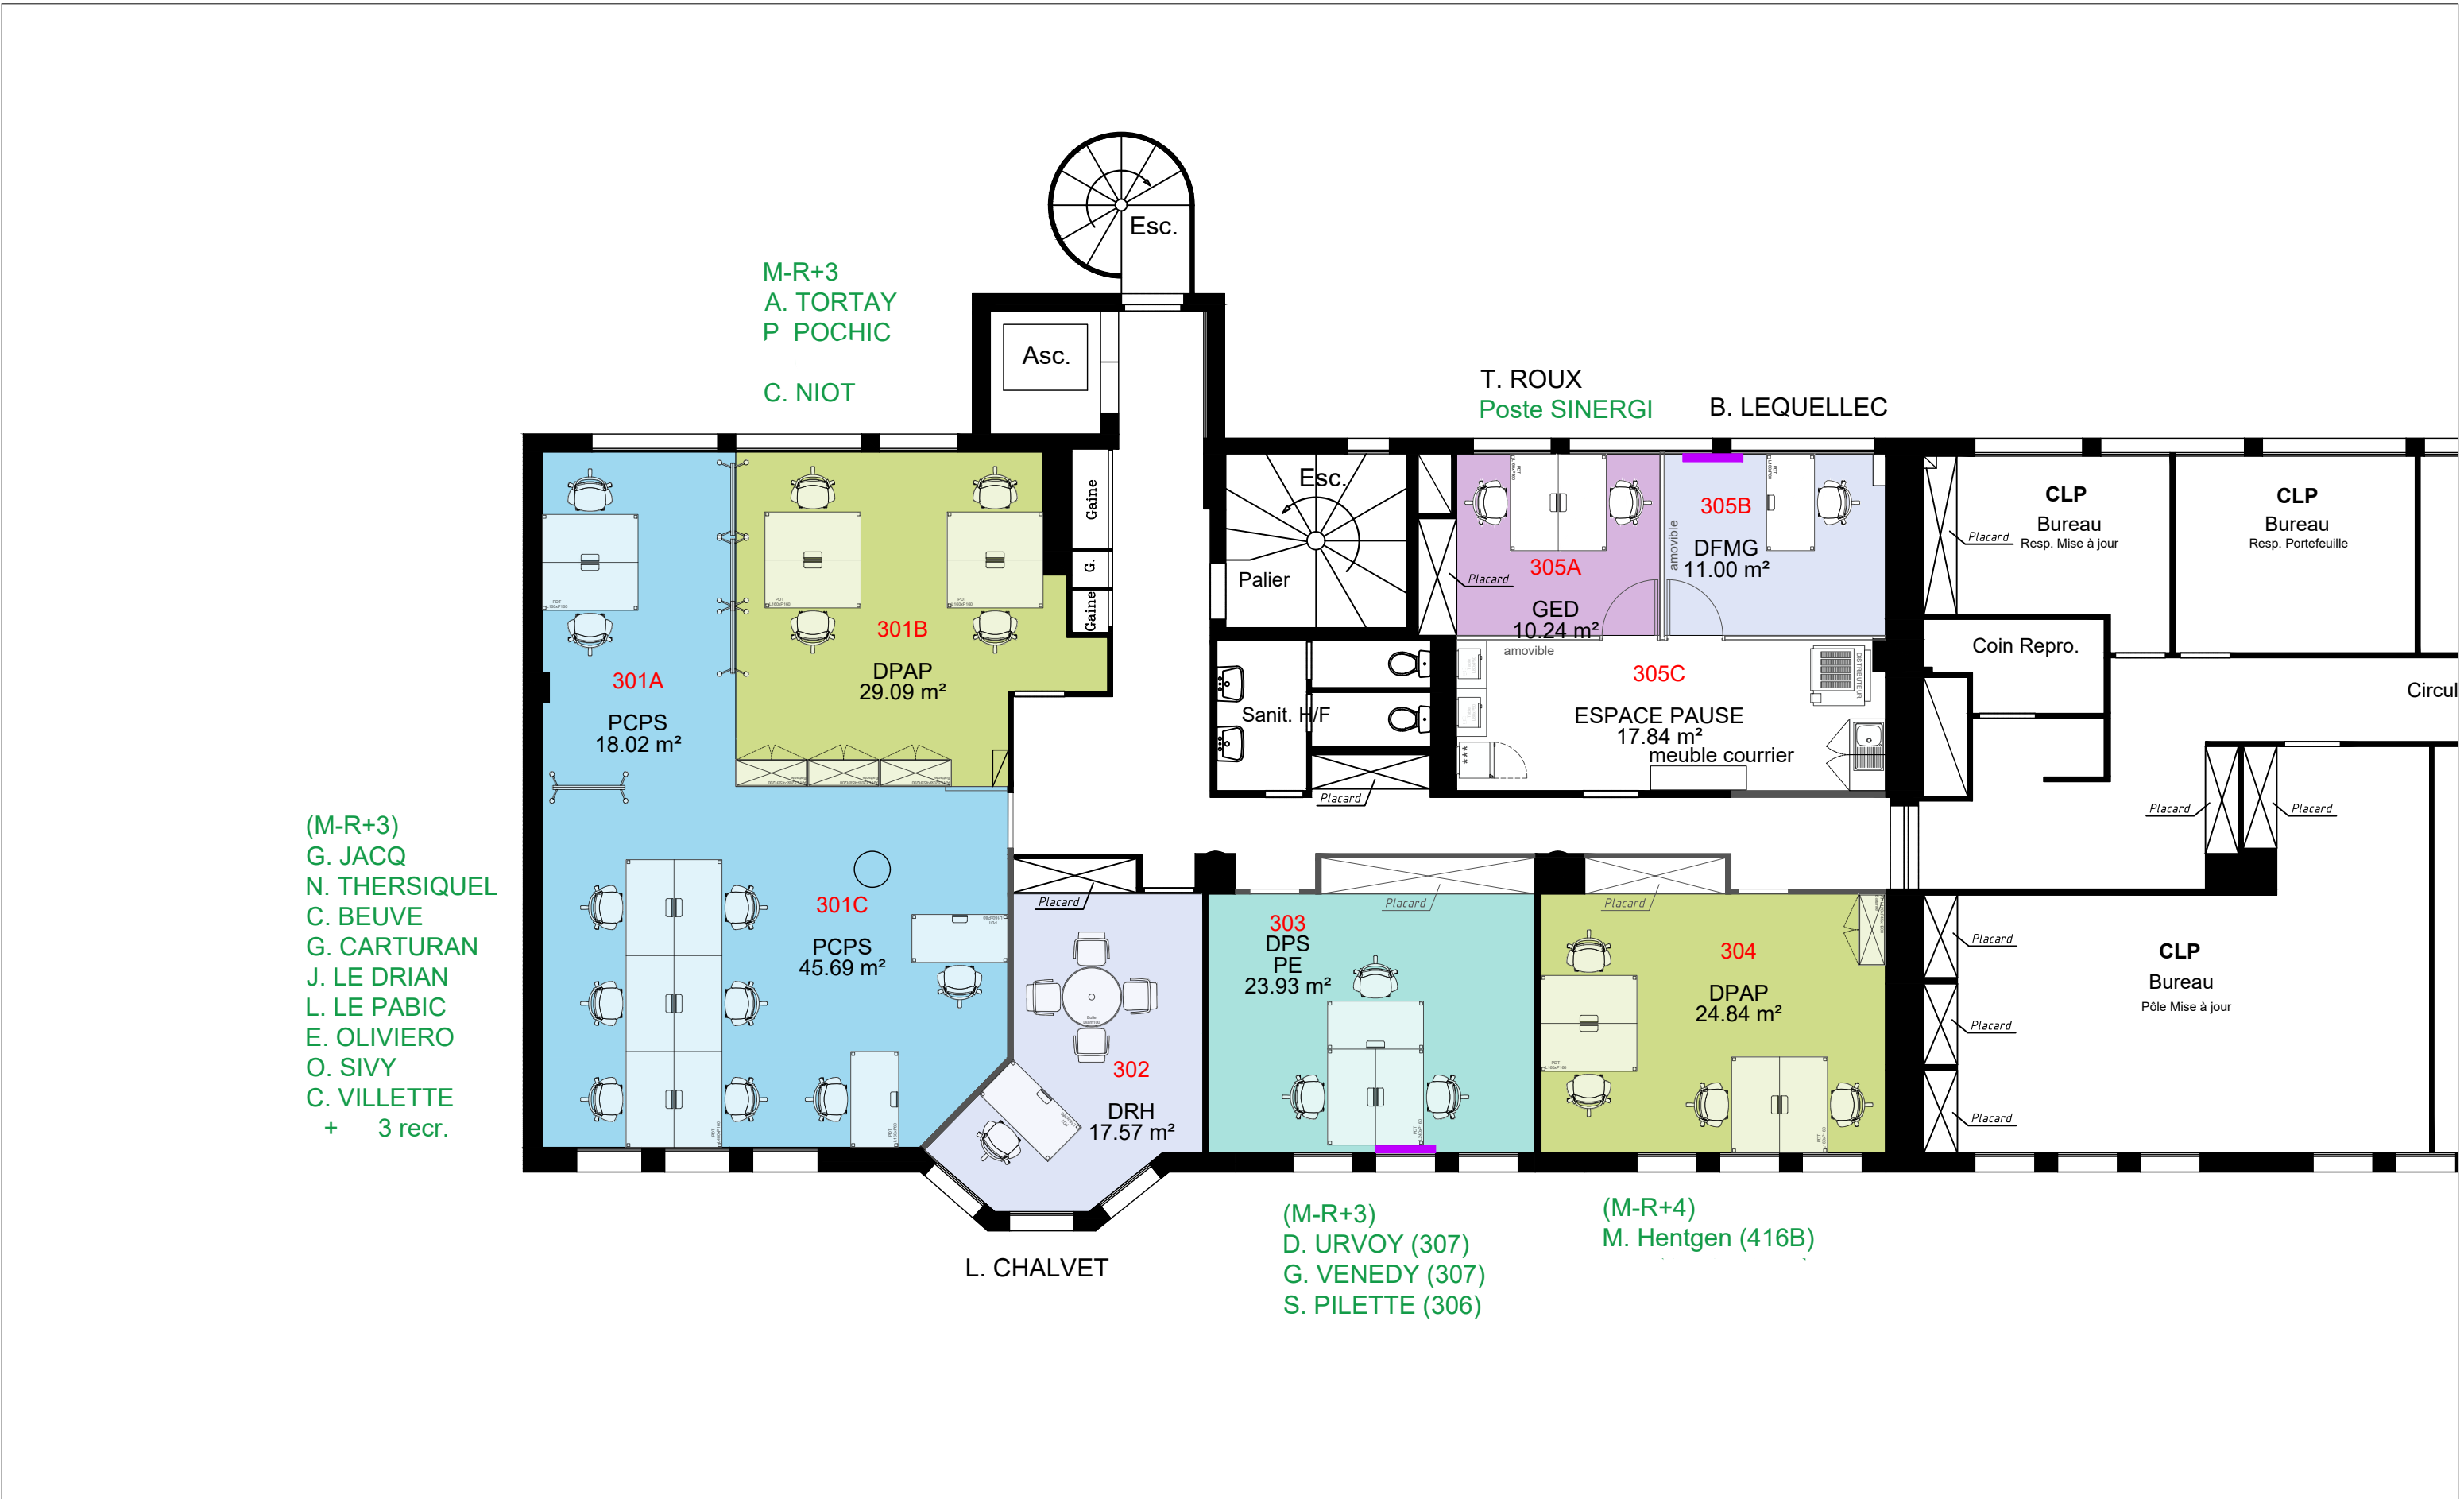 Esc.
M-R+3
A. TORTAY
P POCHIC
C. NIOT
Asc.
T. ROUX
Poste SINERGI
B. LEQUELLEC
Gaine
G.
Gaine
Esc.
Palier
Placard
305A
GED
10.24 m²
amovible
amovible
305B
DFMG
11.00 m²
Placard
CLP
Bureau
Resp. Mise à jour
CLP
Bureau
Resp. Portefeuille
301A
PCPS
18.02 m²
301B
DPAP
29.09 m²
Sanit. H/F
Placard
305C
ESPACE PAUSE
17.84 m²
meuble courrier
DISTRIBUTEUR
****
Coin Repro.
Circul
Placard
Placard
(M-R+3)
G. JACQ
N. THERSIQUEL
C. BEUVE
G. CARTURAN
J. LE DRIAN
L. LE PABIC
E. OLIVIERO
O. SIVY
C. VILLETTE
+ 3 recr.
301C
PCPS
45.69 m²
Placard
302
DRH
17.57 m²
Placard
303
DPS
PE
23.93 m²
Placard
304
DPAP
24.84 m²
Placard
Placard
Placard
CLP
Bureau
Pôle Mise à jour
L. CHALVET
(M-R+3)
D. URVOY (307)
G. VENEDY (307)
S. PILETTE (306)
(M-R+4)
M. Hentgen (416B)